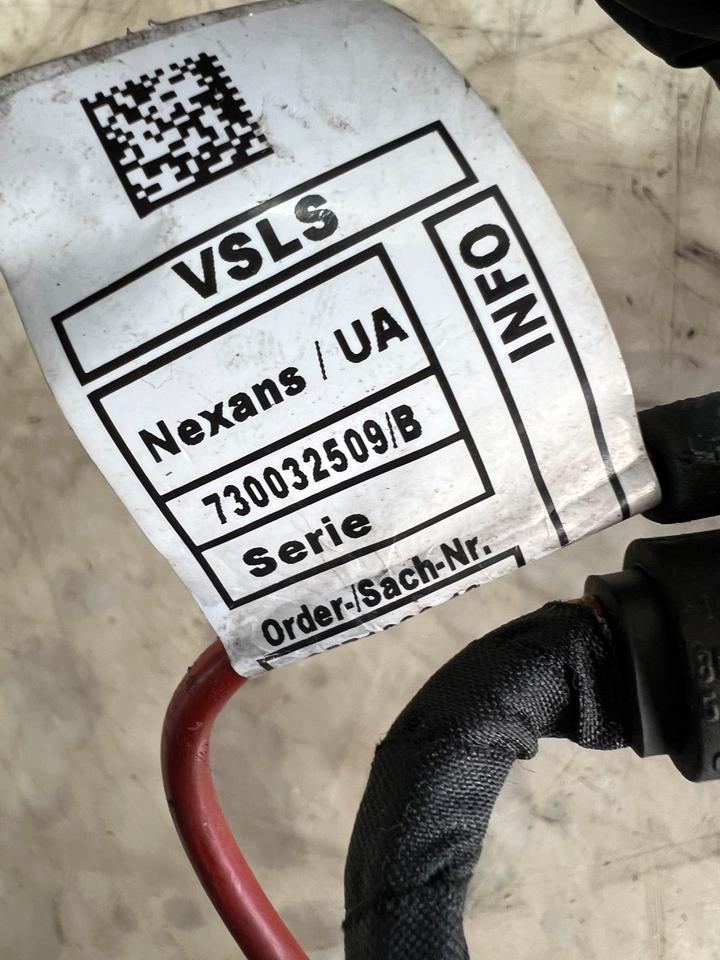 VSLS
INFO
Nexans / UA
730032509/B
Serie
Order-/Sach-Nr.